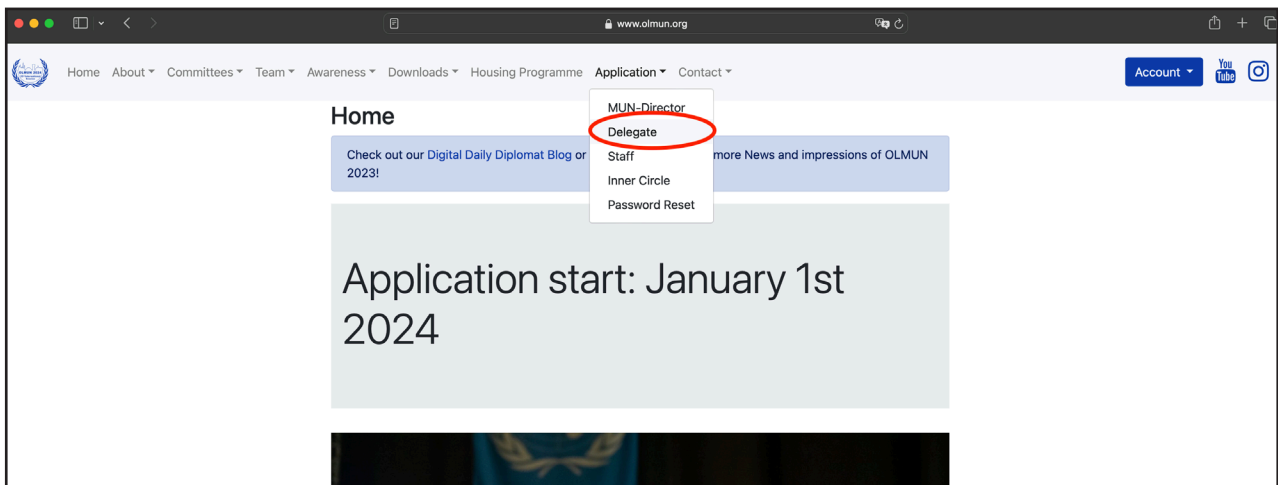 www.olmun.org
Home About Committees Team Awareness Downloads Housing Programme Application Contact Account You Tube
MUN-Director
Delegate
Staff
Inner Circle
Password Reset
Home
Check out our Digital Daily Diplomat Blog or more News and impressions of OLMUN
2023!
Application start: January 1st
2024